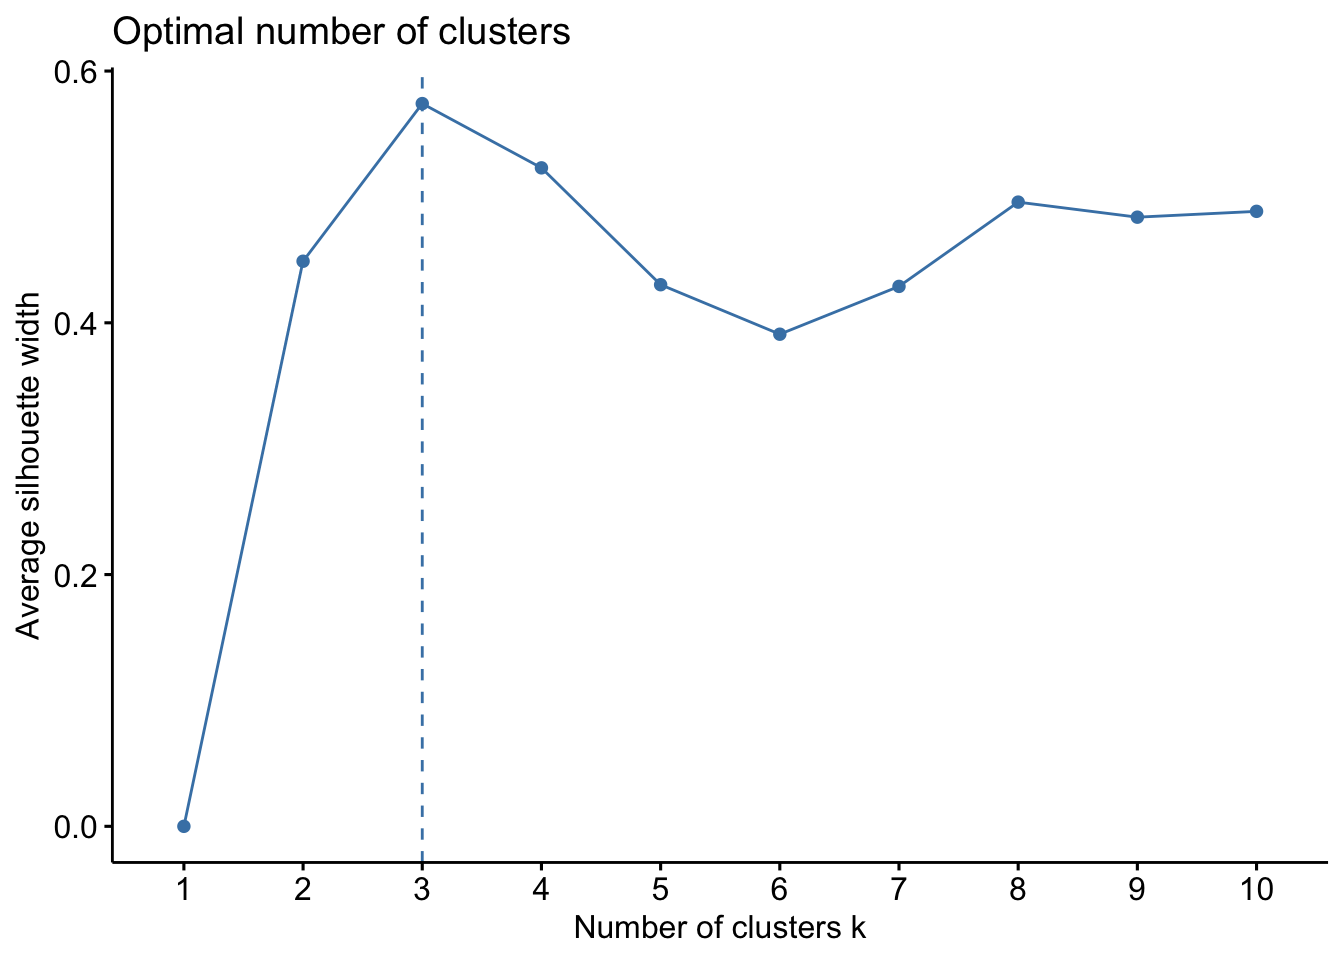 Optimal number of clusters
0.6
0.4
0.2
0.0
Average silhouette width
1 2 3 4 5 6 7 8 9 10
Number of clusters k